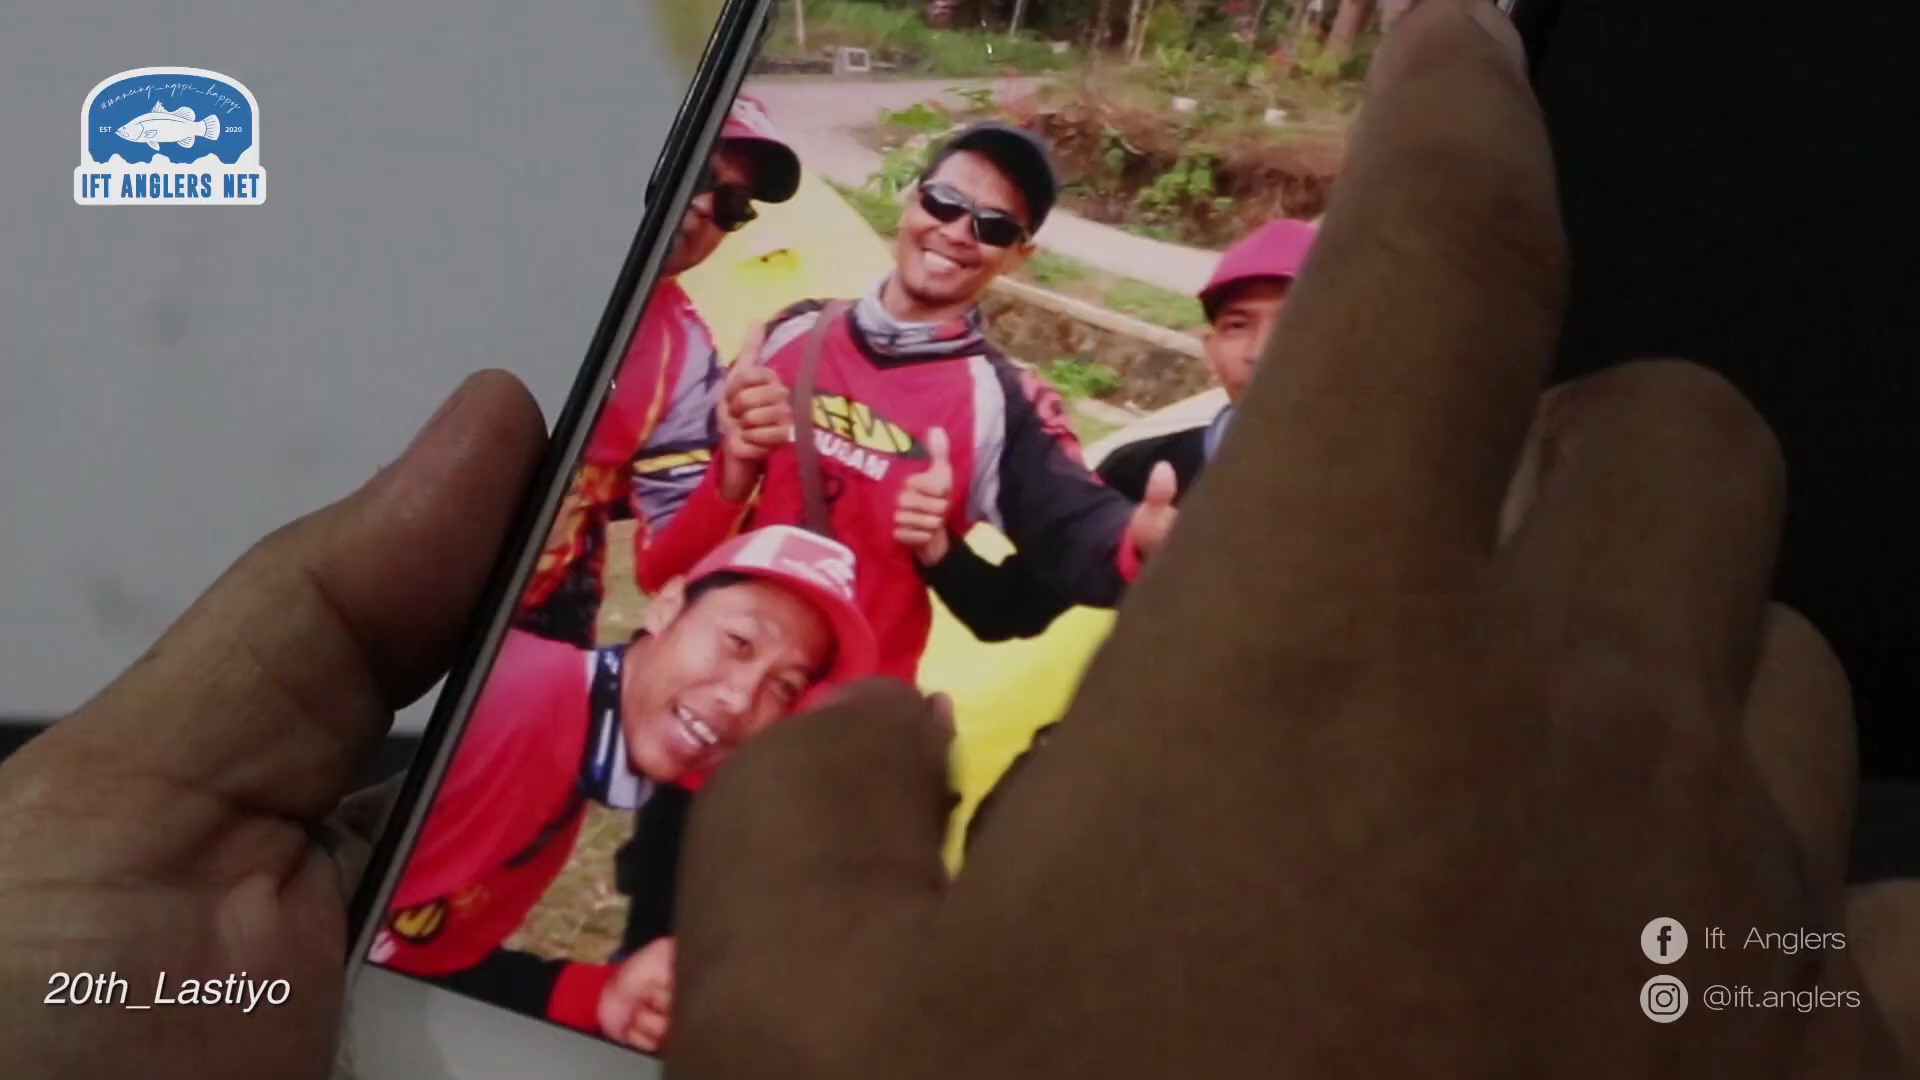 #mancing_ngopi_happy
EST 2020
IFT ANGLERS NET
20th_Lastiyo
Ift Anglers
@ift.anglers